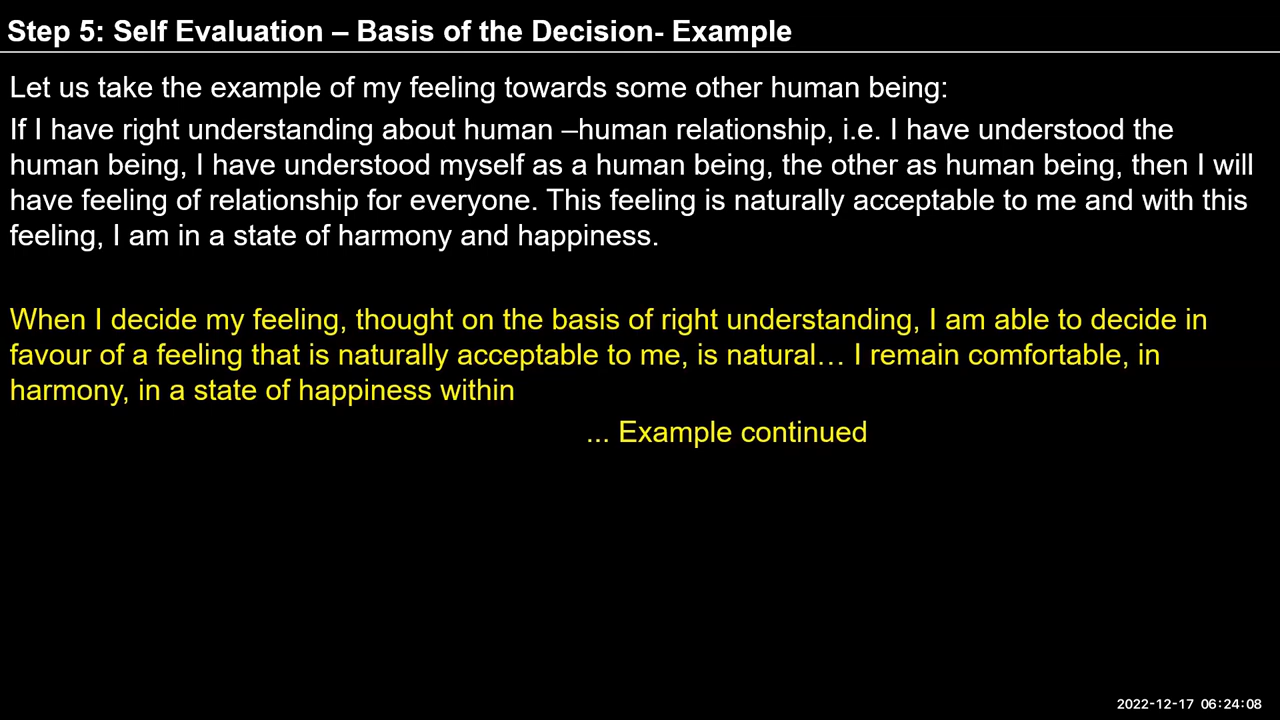 Step 5: Self Evaluation – Basis of the Decision- Example
Let us take the example of my feeling towards some other human being:
If I have right understanding about human –human relationship, i.e. I have understood the
human being, I have understood myself as a human being, the other as human being, then I will
have feeling of relationship for everyone. This feeling is naturally acceptable to me and with this
feeling, I am in a state of harmony and happiness.
When I decide my feeling, thought on the basis of right understanding, I am able to decide in
favour of a feeling that is naturally acceptable to me, is natural… I remain comfortable, in
harmony, in a state of happiness within
... Example continued
2022-12-17 06:24:08